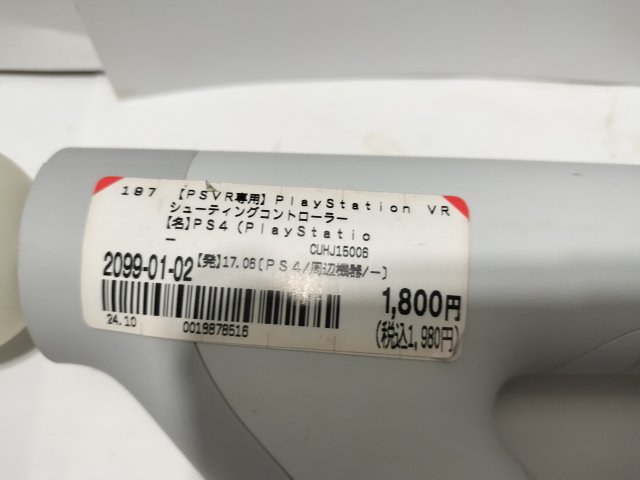 197 【PSVR専用】PlayStation VR
シューティングコントローラー
【名】PS4(PlayStatio
ー
CUHJ15006
2099-01-02 【発】17.06[PS4/周辺機器/ー]
1,800円
(税込1,980円)
24.10 0018878516